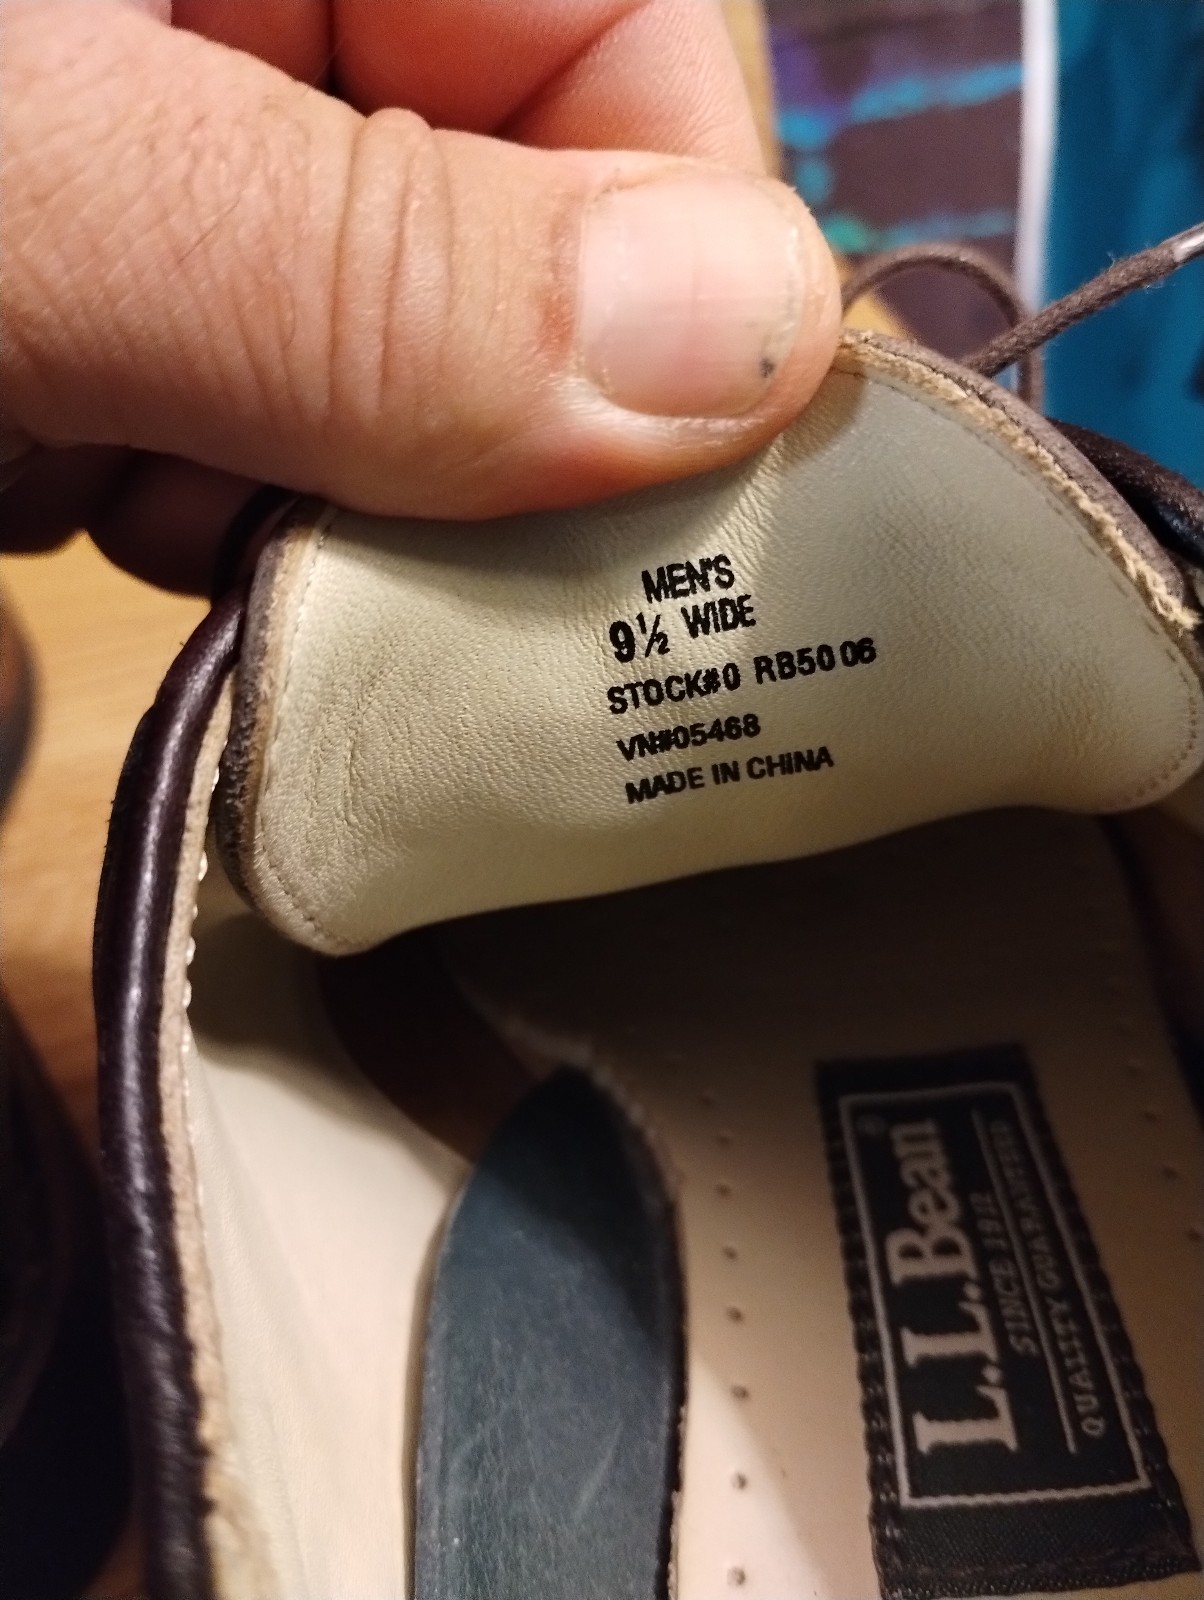 MEN'S
9½ WIDE
STOCK#0 RB50 06
VN#05468
MADE IN CHINA
L.L.Bean®
SINCE 1912
QUALITY GUARANTEED